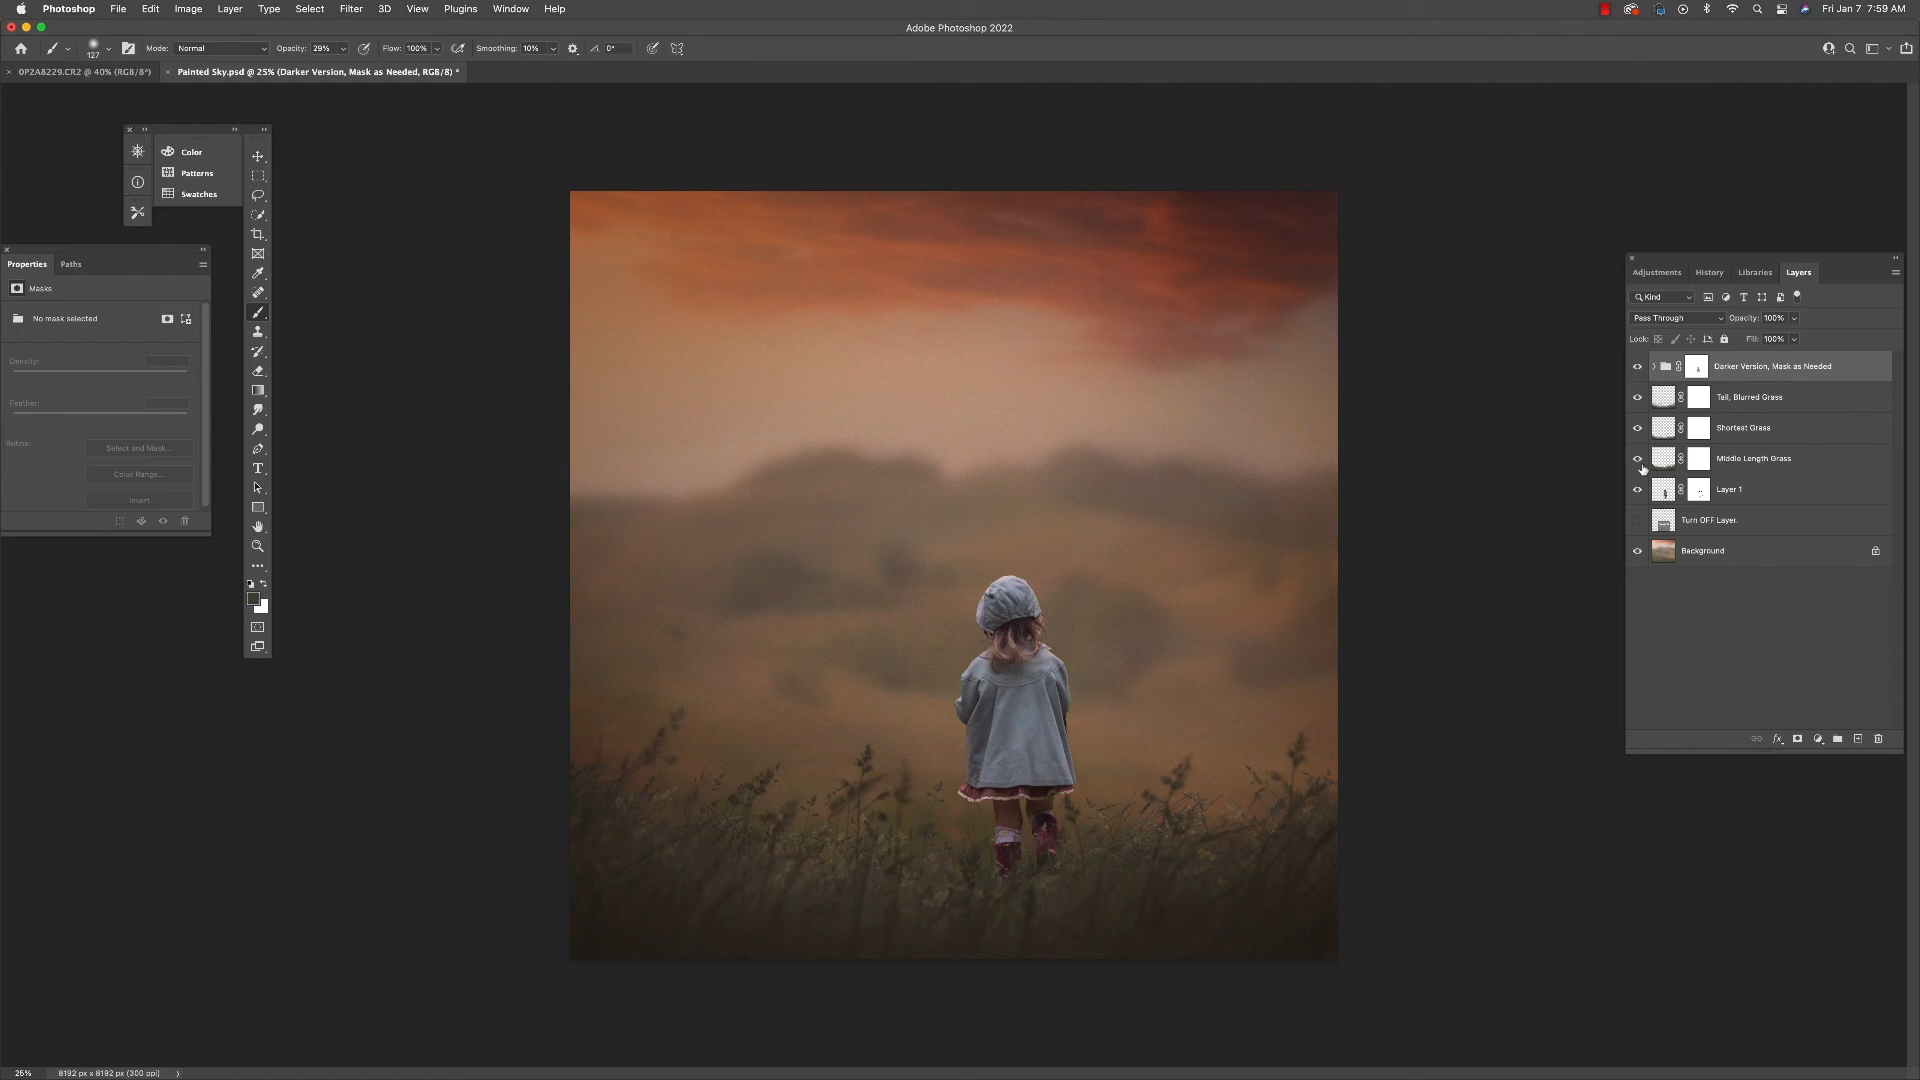 Photoshop File Edit Image Layer Type Select Filter 3D View Plugins Window Help Fri Jan 7 7:59 AM
Adobe Photoshop 2022
127 Mode: Normal Opacity: 29% Flow: 100% Smoothing: 10% 0°
0P2A8229.CR2 @ 40% (RGB/8*) Painted Sky.psd @ 25% (Darker Version, Mask as Needed, RGB/8) *
Color
Patterns
Swatches
Properties Paths
Masks
No mask selected
Density:
Feather:
Refine:
Select and Mask...
Color Range...
Invert
Adjustments History Libraries Layers
Kind
Pass Through Opacity: 100%
Lock: Fill: 100%
Darker Version, Mask as Needed
Tall, Blurred Grass
Shortest Grass
Middle Length Grass
Layer 1
Turn OFF Layer.
Background
25% 8192 px x 8192 px (300 ppi)